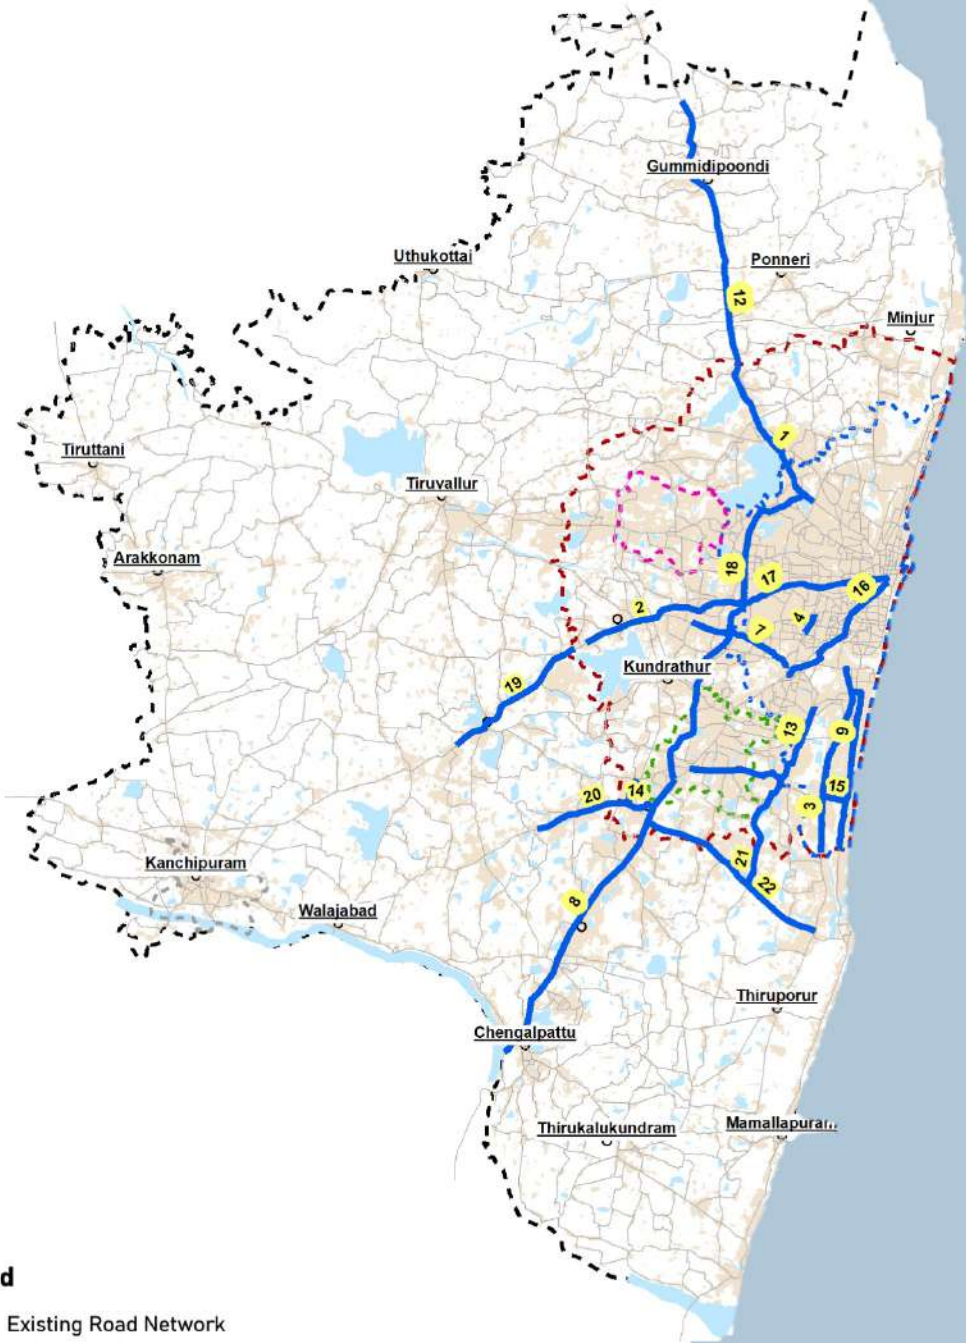 Gummidipoondi
Uthukottai
Ponneri
12
Minjur
1
Tiruttani
Tiruvallur
Arakkonam
18
17
16
2
4
7
Kundrathur
19
13
9
15
14
20
3
Kanchipuram
21
22
8
Walajabad
Thiruporur
Chengalpattu
Thirukalukundram
Mamallapuram
d
Existing Road Network